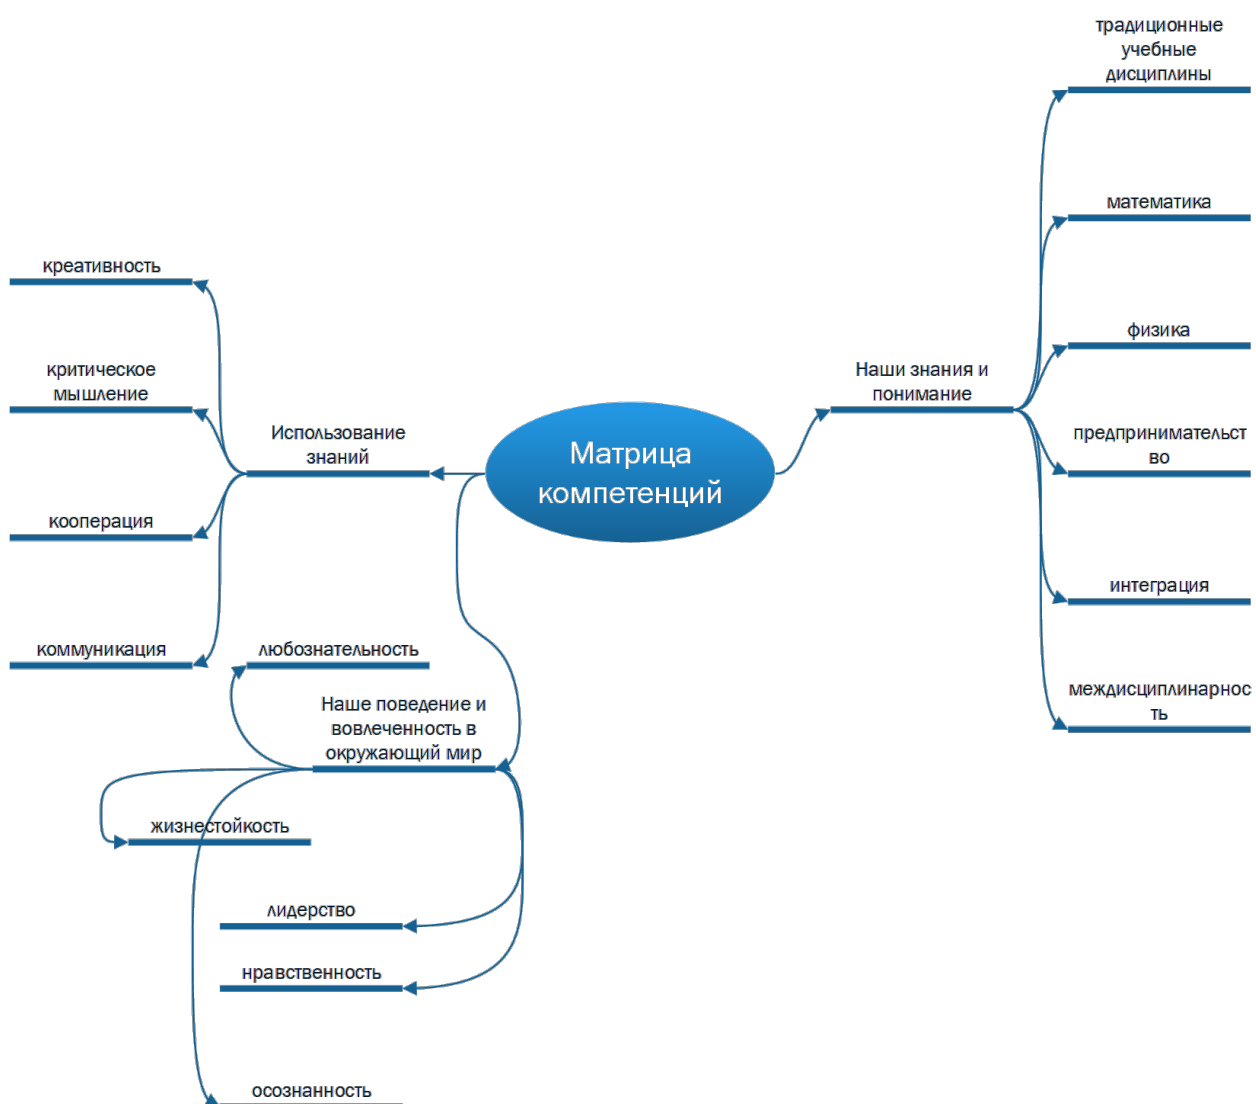 традиционные
учебные
дисциплины
математика
физика
предпринимательст
во
интеграция
междисциплинарнос
ть
Наши знания и
понимание
Матрица
компетенций
Использование
знаний
креативность
критическое
мышление
кооперация
коммуникация
любознательность
Наше поведение и
вовлеченность в
окружающий мир
жизнестойкость
лидерство
нравственность
осознанность